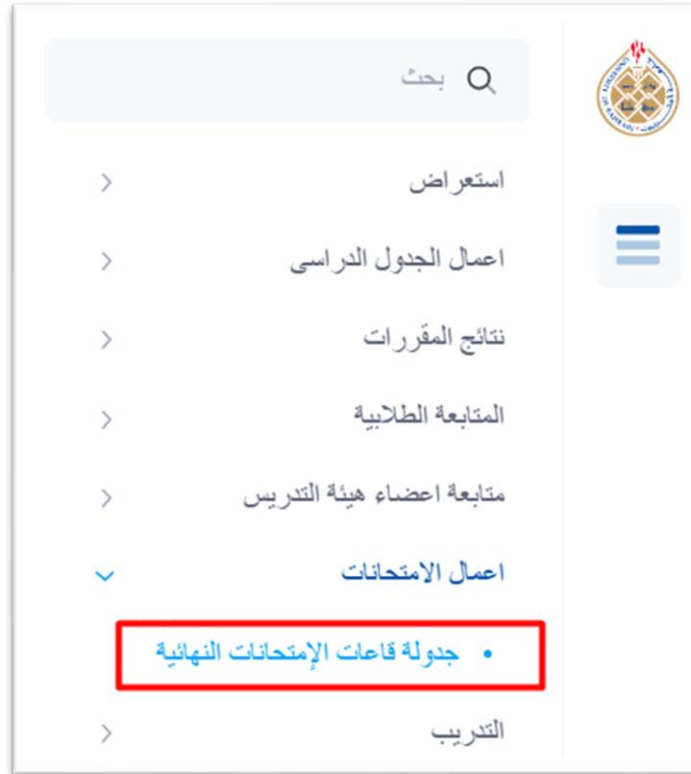 بحث
استعراض
اعمال الجدول الدراسى
نتائج المقررات
المتابعة الطلابية
متابعة اعضاء هيئة التدريس
اعمال الامتحانات
• جدولة قاعات الإمتحانات النهائية
التدريب